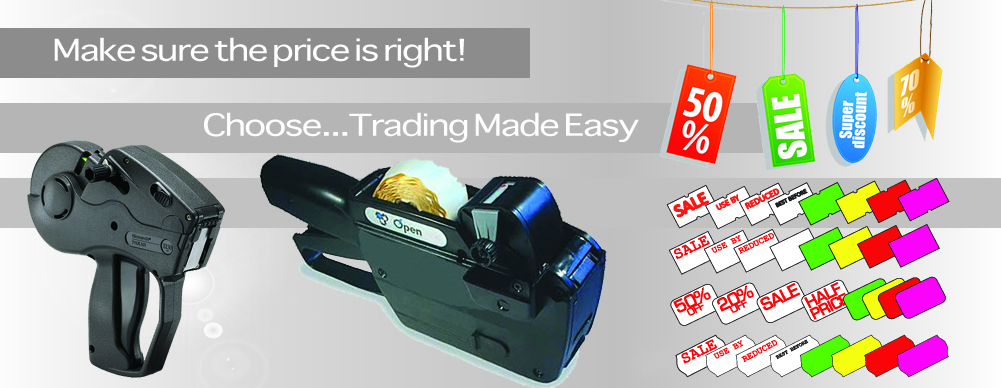 Make sure the price is right!
Choose...Trading Made Easy
50
%
SALE
Super
discount
70
%
Open
SALE
USE BY
REDUCED
BEST BEFORE
SALE
USE BY
REDUCED
50%
OFF
20%
OFF
SALE
HALF
PRICE
SALE
USE BY
REDUCED
BEST BEFORE